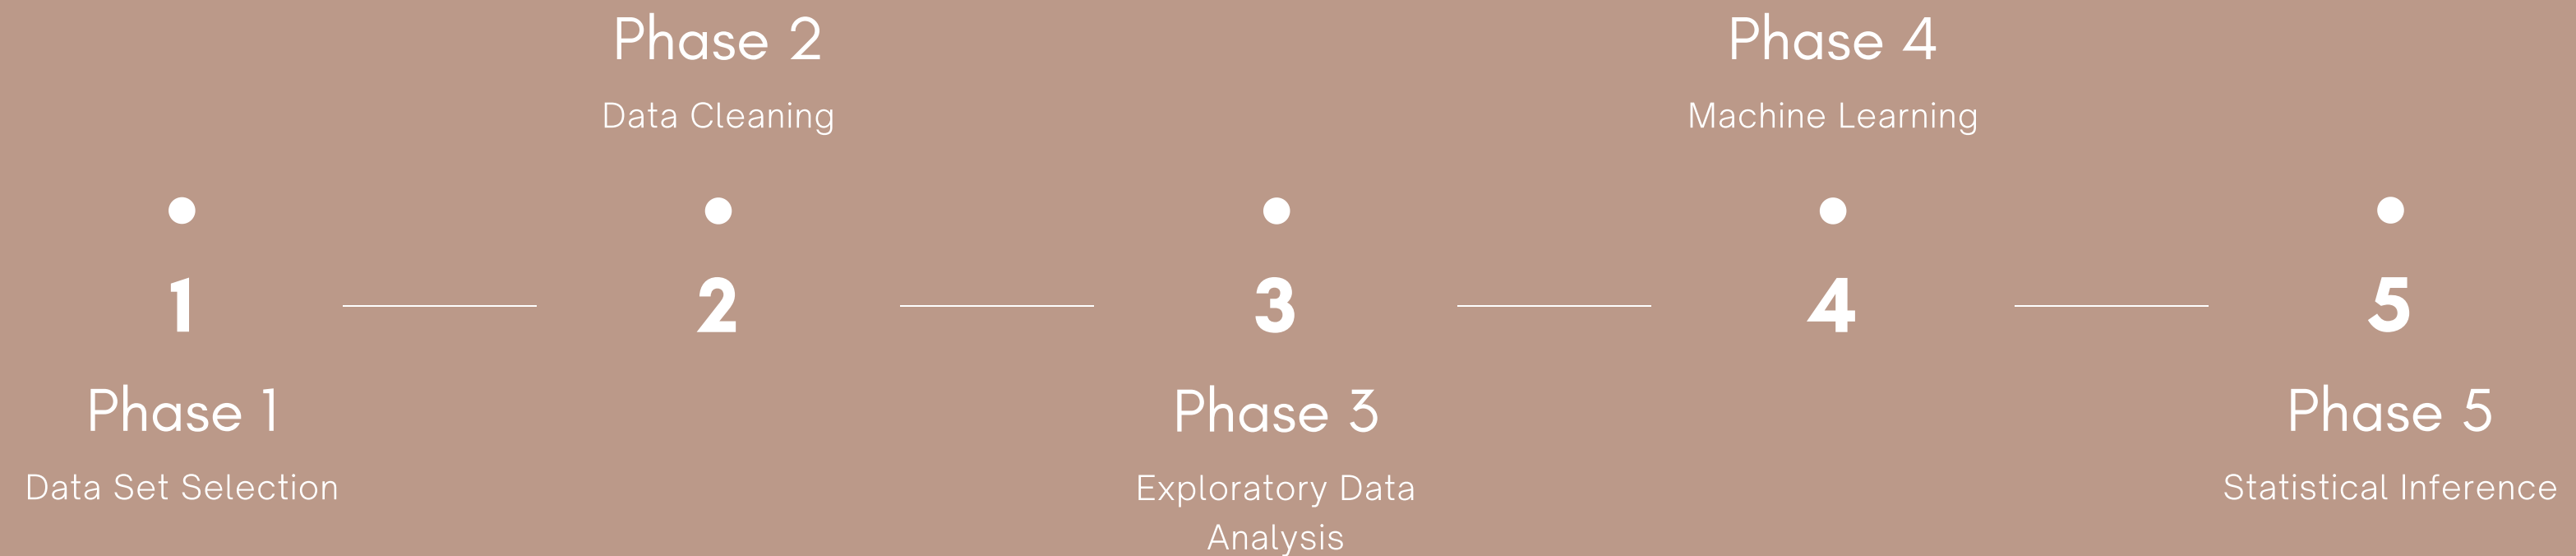 Phase 2
Data Cleaning
Phase 4
Machine Learning
1
2
3
4
5
Phase 1
Data Set Selection
Phase 3
Exploratory Data
Analysis
Phase 5
Statistical Inference